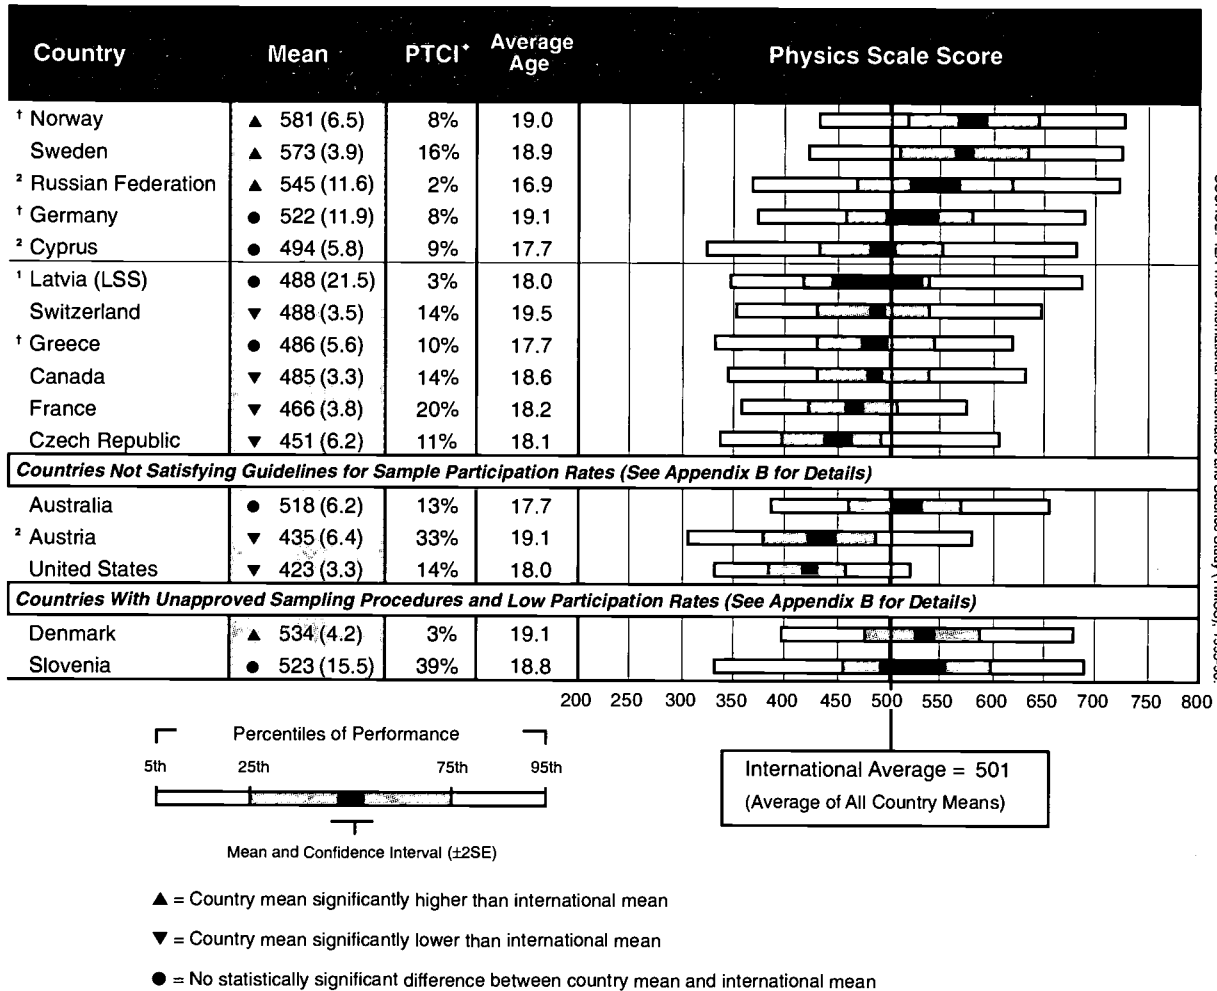 Country Mean PTCI+ Average Age Physics Scale Score
† Norway ▲ 581 (6.5) 8% 19.0
Sweden ▲ 573 (3.9) 16% 18.9
² Russian Federation ▲ 545 (11.6) 2% 16.9
† Germany ● 522 (11.9) 8% 19.1
² Cyprus ● 494 (5.8) 9% 17.7
¹ Latvia (LSS) ● 488 (21.5) 3% 18.0
Switzerland ▼ 488 (3.5) 14% 19.5
† Greece ● 486 (5.6) 10% 17.7
Canada ▼ 485 (3.3) 14% 18.6
France ▼ 466 (3.8) 20% 18.2
Czech Republic ▼ 451 (6.2) 11% 18.1
Countries Not Satisfying Guidelines for Sample Participation Rates (See Appendix B for Details)
Australia ● 518 (6.2) 13% 17.7
² Austria ▼ 435 (6.4) 33% 19.1
United States ▼ 423 (3.3) 14% 18.0
Countries With Unapproved Sampling Procedures and Low Participation Rates (See Appendix B for Details)
Denmark ▲ 534 (4.2) 3% 19.1
Slovenia ● 523 (15.5) 39% 18.8
200 250 300 350 400 450 500 550 600 650 700 750 800
Percentiles of Performance
5th 25th 75th 95th
Mean and Confidence Interval (±2SE)
International Average = 501
(Average of All Country Means)
▲ = Country mean significantly higher than international mean
▼ = Country mean significantly lower than international mean
● = No statistically significant difference between country mean and international mean